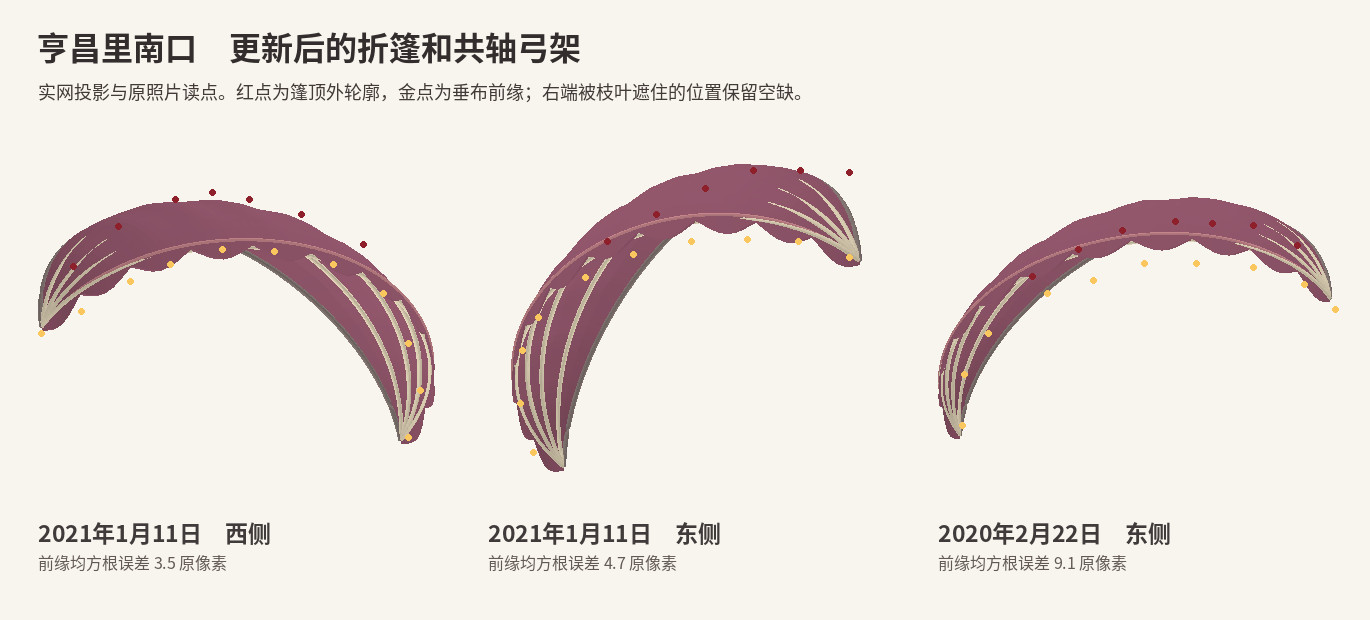 亨昌里南口　更新后的折篷和共轴弓架
实网投影与原照片读点。红点为篷顶外轮廓，金点为垂布前缘；右端被枝叶遮住的位置保留空缺。
2021年1月11日　西侧
前缘均方根误差 3.5 原像素
2021年1月11日　东侧
前缘均方根误差 4.7 原像素
2020年2月22日　东侧
前缘均方根误差 9.1 原像素